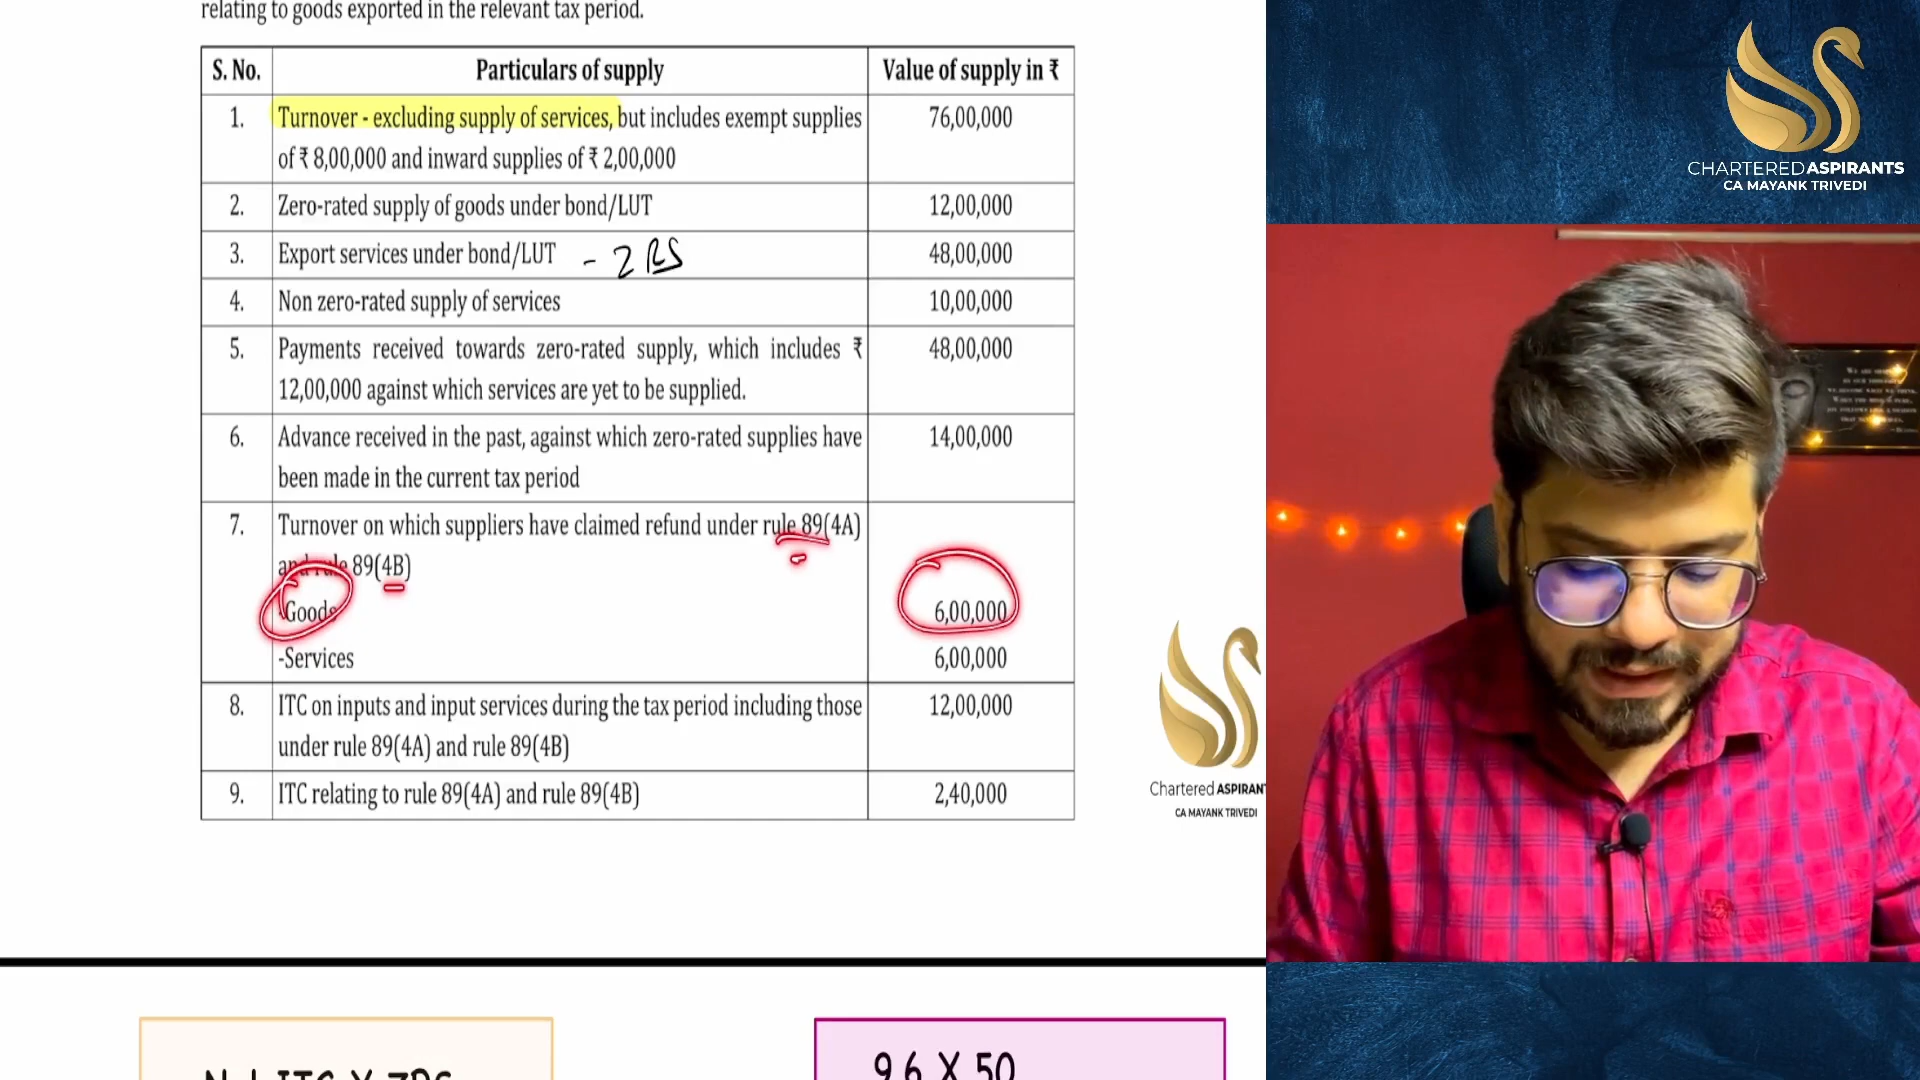 relating to goods exported in the relevant tax period.
S. No. Particulars of supply Value of supply in ₹
1. Turnover - excluding supply of services, but includes exempt supplies 76,00,000
of ₹ 8,00,000 and inward supplies of ₹ 2,00,000
2. Zero-rated supply of goods under bond/LUT 12,00,000
3. Export services under bond/LUT - ZRS 48,00,000
4. Non zero-rated supply of services 10,00,000
5. Payments received towards zero-rated supply, which includes ₹ 48,00,000
12,00,000 against which services are yet to be supplied.
6. Advance received in the past, against which zero-rated supplies have 14,00,000
been made in the current tax period
7. Turnover on which suppliers have claimed refund under rule 89(4A)
and rule 89(4B)
-Goods 6,00,000
-Services 6,00,000
8. ITC on inputs and input services during the tax period including those 12,00,000
under rule 89(4A) and rule 89(4B)
9. ITC relating to rule 89(4A) and rule 89(4B) 2,40,000
Chartered ASPIRAN
CA MAYANK TRIVEDI
9.6 X 50
CHARTERED ASPIRANTS
CA MAYANK TRIVEDI